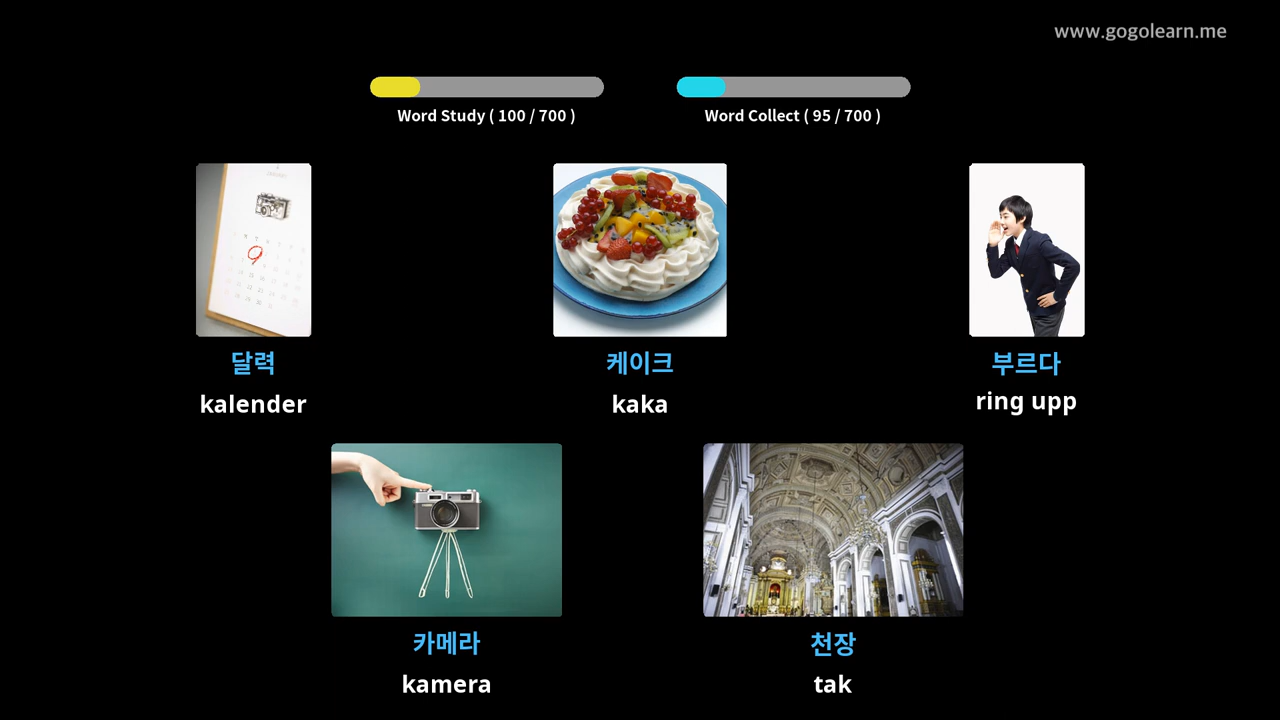 www.gogolearn.me
Word Study ( 100 / 700 )
Word Collect ( 95 / 700 )
달력
케이크
부르다
kalender
kaka
ring upp
카메라
천장
kamera
tak